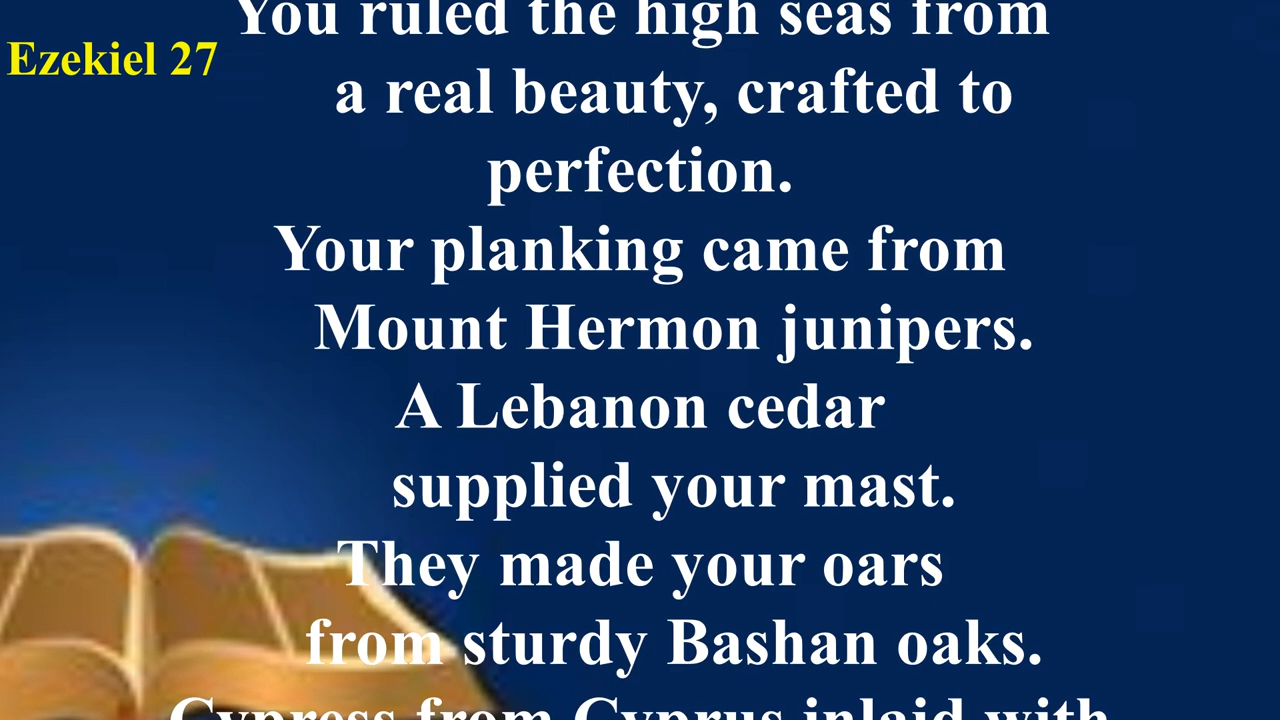 You ruled the high seas from
Ezekiel 27
a real beauty, crafted to
perfection.
Your planking came from
Mount Hermon junipers.
A Lebanon cedar
supplied your mast.
They made your oars
from sturdy Bashan oaks.
Cypress from Cyprus inlaid with